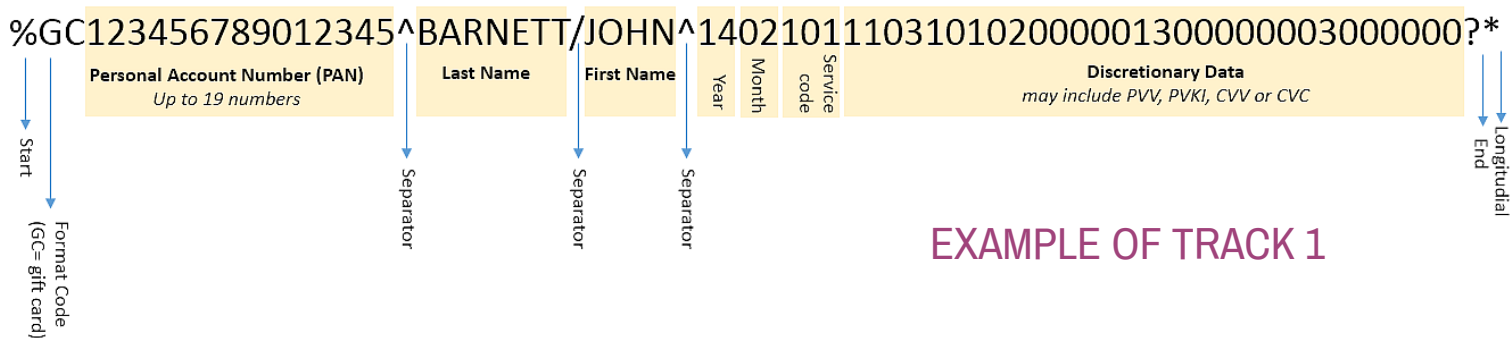 %GC123456789012345^BARNETT/JOHN^1402101110310102000001300000003000000?*
Personal Account Number (PAN)
Up to 19 numbers
Last Name
First Name
Year
Month
Service
code
Discretionary Data
may include PVV, PVKI, CVV or CVC
Start
Format Code
(GC= gift card)
Separator
Separator
Separator
End
Longitudial
EXAMPLE OF TRACK 1